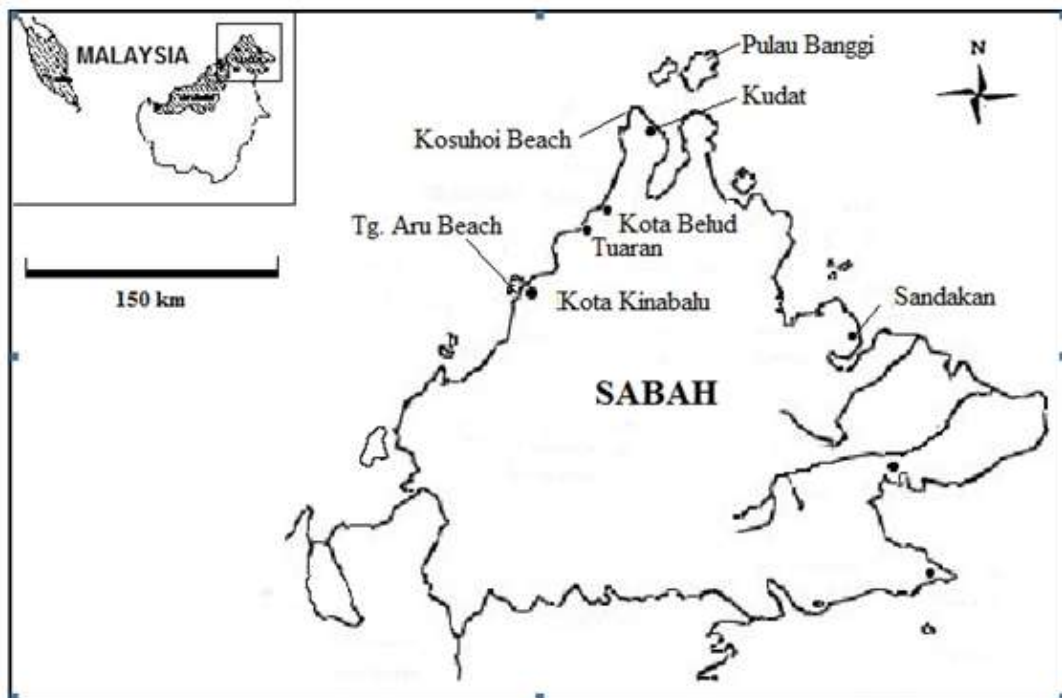 MALAYSIA
Pulau Banggi
N
Kudat
Kosuhoi Beach
Tg. Aru Beach
Kota Belud
Tuaran
150 km
Kota Kinabalu
Sandakan
SABAH